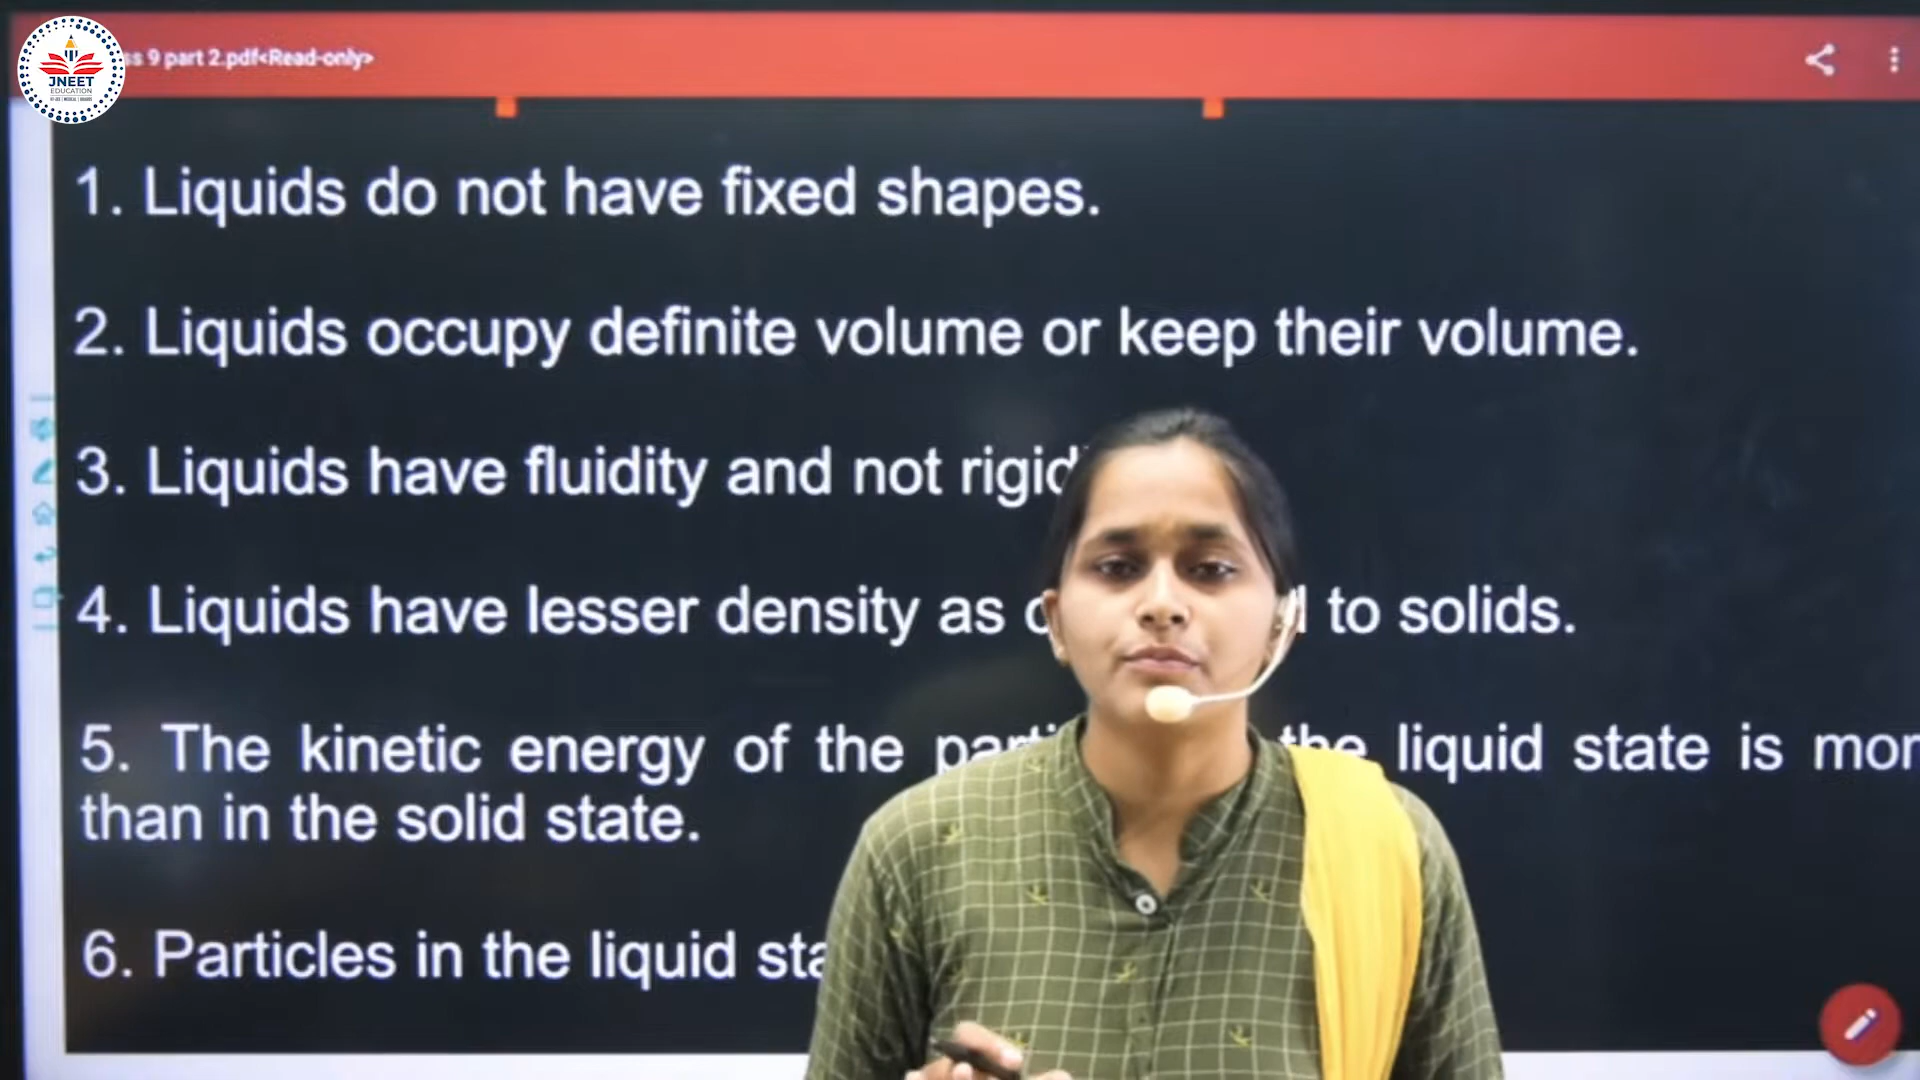 JNEET
EDUCATION
ss 9 part 2.pdf<Read-only>
1. Liquids do not have fixed shapes.
2. Liquids occupy definite volume or keep their volume.
3. Liquids have fluidity and not
4. Liquids have lesser density as to solids.
5. The kinetic energy of the the liquid state is
than in the solid state.
6. Particles in the liquid